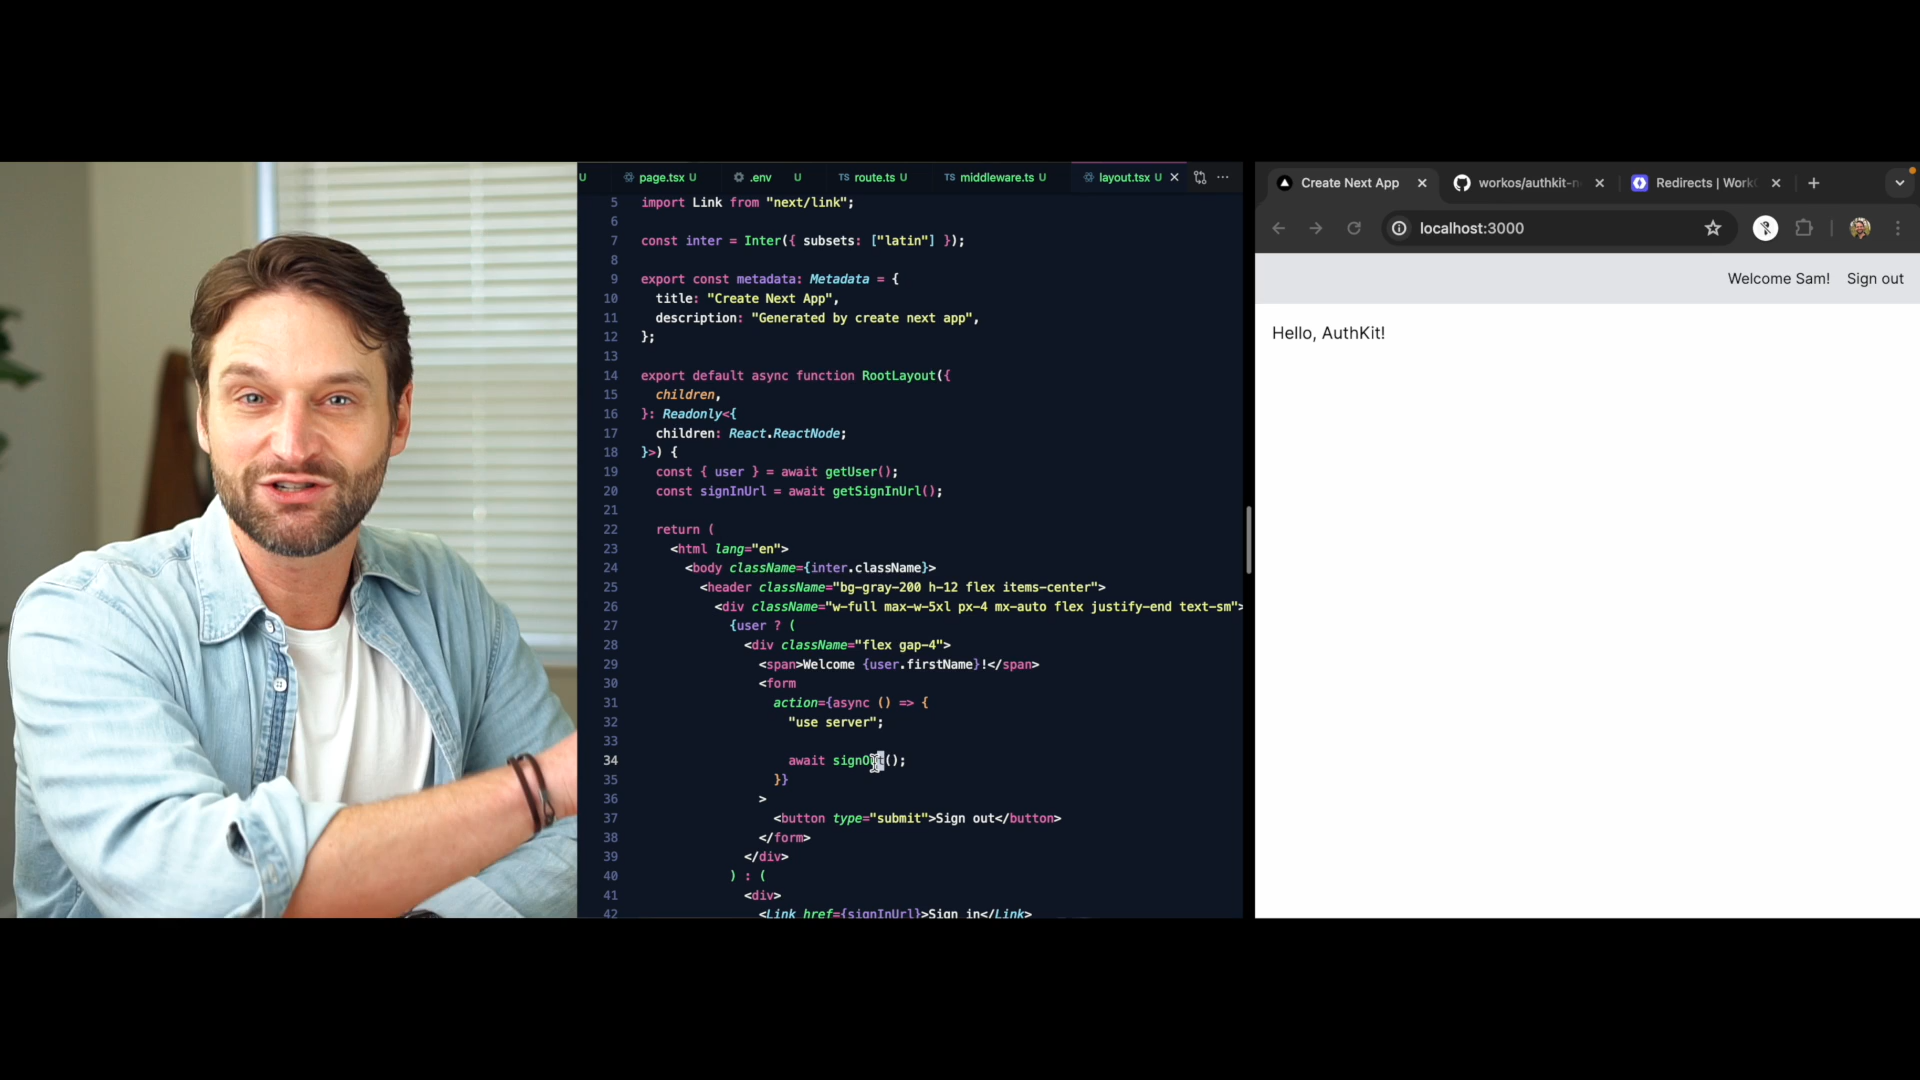 U page.tsx U .env U TS route.ts U TS middleware.ts U layout.tsx U
5 import Link from "next/link";
6
7 const inter = Inter({ subsets: ["latin"] });
8
9 export const metadata: Metadata = {
10 title: "Create Next App",
11 description: "Generated by create next app",
12 };
13
14 export default async function RootLayout({
15 children,
16 }: Readonly<{
17 children: React.ReactNode;
18 }>) {
19 const { user } = await getUser();
20 const signInUrl = await getSignInUrl();
21
22 return (
23 <html lang="en">
24 <body className={inter.className}>
25 <header className="bg-gray-200 h-12 flex items-center">
26 <div className="w-full max-w-5xl px-4 mx-auto flex justify-end text-sm">
27 {user ? (
28 <div className="flex gap-4">
29 <span>Welcome {user.firstName}!</span>
30 <form
31 action={async () => {
32 "use server";
33
34 await signOut();
35 }}
36 >
37 <button type="submit">Sign out</button>
38 </form>
39 </div>
40 ) : (
41 <div>
42 <Link href={signInUrl}>Sign in</Link>
Create Next App workos/authkit-n Redirects | Work
localhost:3000
Welcome Sam! Sign out
Hello, AuthKit!